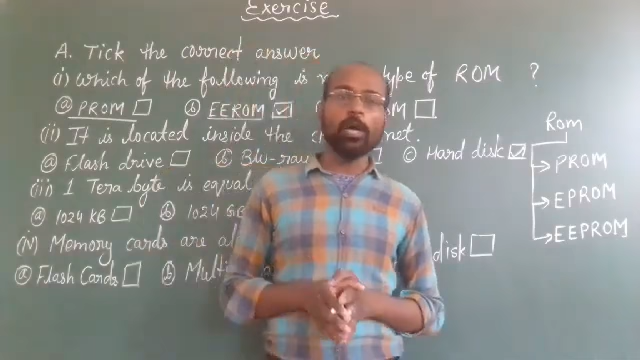 Exercise
A. Tick the correct answer
(i) Which of the following is type of ROM ?
ⓐ PROM ☐ ⓑ EEROM ☑ M ☐
(ii) It is located inside the net.
ⓐ Flash drive ☐ ⓑ Blu-ray ☐ ⓒ Hard disk ☑
(iii) 1 Tera byte is equal
ⓐ 1024 KB ☐ ⓑ 1024 GB
(iv) Memory cards are al
ⓐ Flash Cards ☐ ⓑ Multi disk ☐
Rom
PROM
EPROM
EEPROM